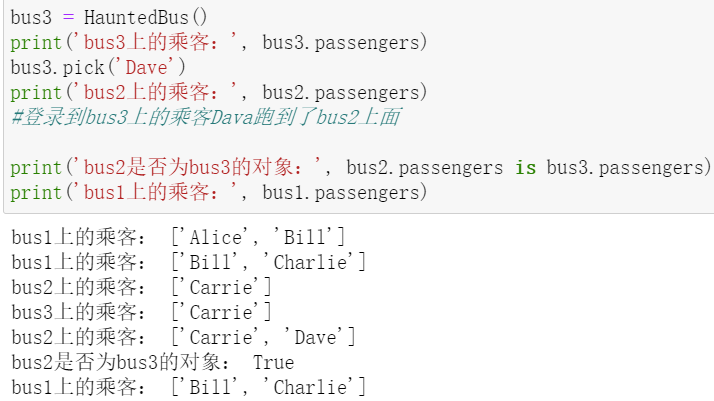 bus3 = HauntedBus()
print('bus3上的乘客：', bus3.passengers)
bus3.pick('Dave')
print('bus2上的乘客：', bus2.passengers)
#登录到bus3上的乘客Dava跑到了bus2上面
print('bus2是否为bus3的对象：', bus2.passengers is bus3.passengers)
print('bus1上的乘客：', bus1.passengers)
bus1上的乘客： ['Alice', 'Bill']
bus1上的乘客： ['Bill', 'Charlie']
bus2上的乘客： ['Carrie']
bus3上的乘客： ['Carrie']
bus2上的乘客： ['Carrie', 'Dave']
bus2是否为bus3的对象： True
bus1上的乘客： ['Bill', 'Charlie']